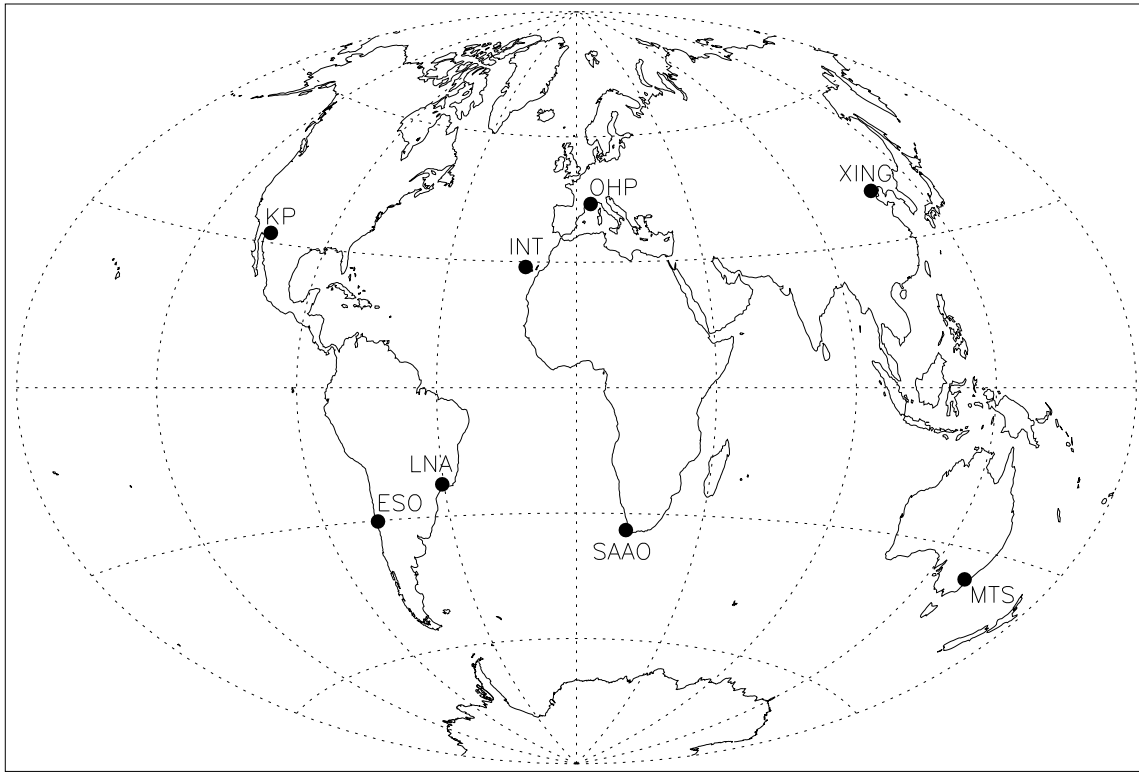 XING
OHP
KP
INT
LNA
ESO
SAAO
MTS